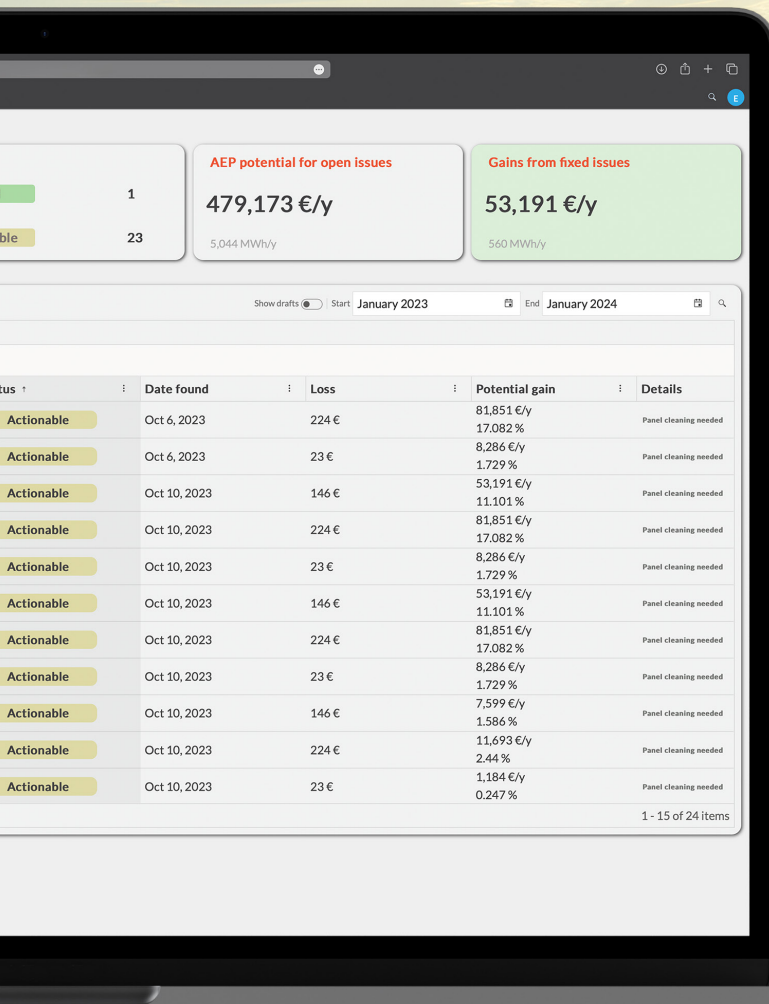 E
AEP potential for open issues
Gains from fixed issues
1
479,173 €/y
53,191 €/y
ble
23
5,044 MWh/y
560 MWh/y
Show drafts
Start
January 2023
End
January 2024
tus ↑
Date found
Loss
Potential gain
Details
Actionable
Oct 6, 2023
224 €
81,851 €/y
17.082 %
Panel cleaning needed
Actionable
Oct 6, 2023
23 €
8,286 €/y
1.729 %
Panel cleaning needed
Actionable
Oct 10, 2023
146 €
53,191 €/y
11.101 %
Panel cleaning needed
Actionable
Oct 10, 2023
224 €
81,851 €/y
17.082 %
Panel cleaning needed
Actionable
Oct 10, 2023
23 €
8,286 €/y
1.729 %
Panel cleaning needed
Actionable
Oct 10, 2023
146 €
53,191 €/y
11.101 %
Panel cleaning needed
Actionable
Oct 10, 2023
224 €
81,851 €/y
17.082 %
Panel cleaning needed
Actionable
Oct 10, 2023
23 €
8,286 €/y
1.729 %
Panel cleaning needed
Actionable
Oct 10, 2023
146 €
7,599 €/y
1.586 %
Panel cleaning needed
Actionable
Oct 10, 2023
224 €
11,693 €/y
2.44 %
Panel cleaning needed
Actionable
Oct 10, 2023
23 €
1,184 €/y
0.247 %
Panel cleaning needed
1 - 15 of 24 items